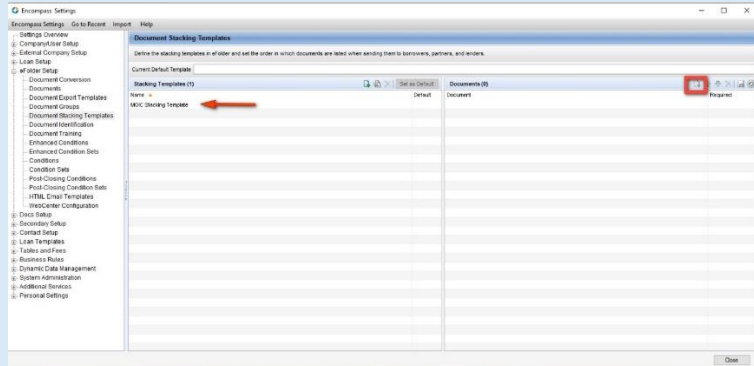 Encompass Settings
Encompass Settings Go to Recent Import Help
Settings Overview
Company/User Setup
External Company Setup
Loan Setup
eFolder Setup
Document Conversion
Documents
Document Export Templates
Document Groups
Document Stacking Templates
Document Identification
Document Training
Enhanced Conditions
Enhanced Condition Sets
Conditions
Condition Sets
Post-Closing Conditions
Post-Closing Condition Sets
HTML Email Templates
WebCenter Configuration
Docs Setup
Secondary Setup
Contact Setup
Loan Templates
Tables and Fees
Business Rules
Dynamic Data Management
System Administration
Additional Services
Personal Settings
Document Stacking Templates
Define the stacking templates in eFolder and set the order in which documents are listed when sending them to borrowers, partners, and lenders.
Current Default Template
Stacking Templates (1) Set as Default Documents (0)
Name Default Document Required
MOIC Stacking Template
Close